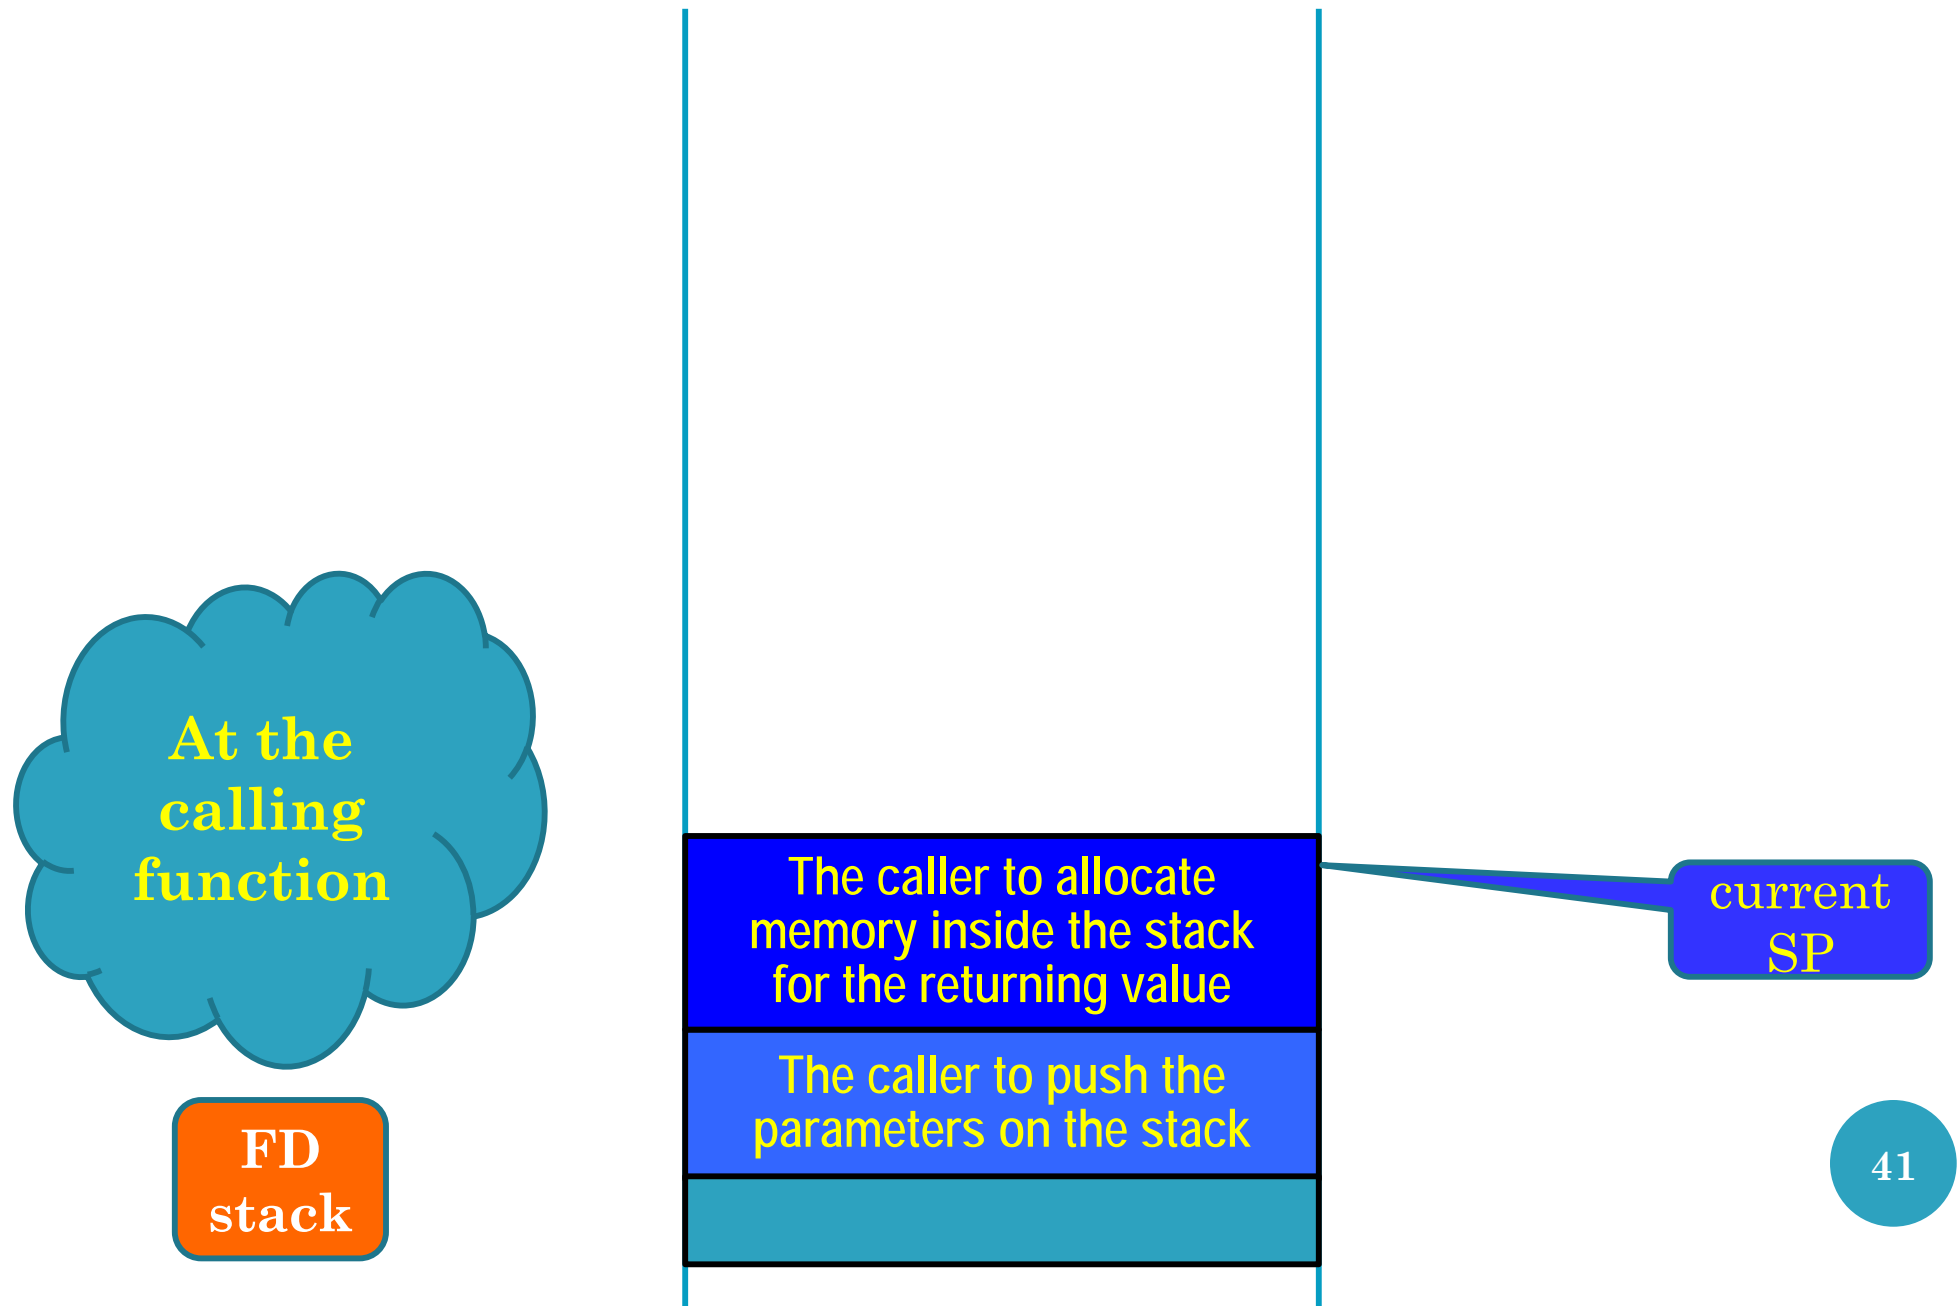 At the
calling
function
The caller to allocate
memory inside the stack
for the returning value
current
SP
The caller to push the
parameters on the stack
FD
stack
41